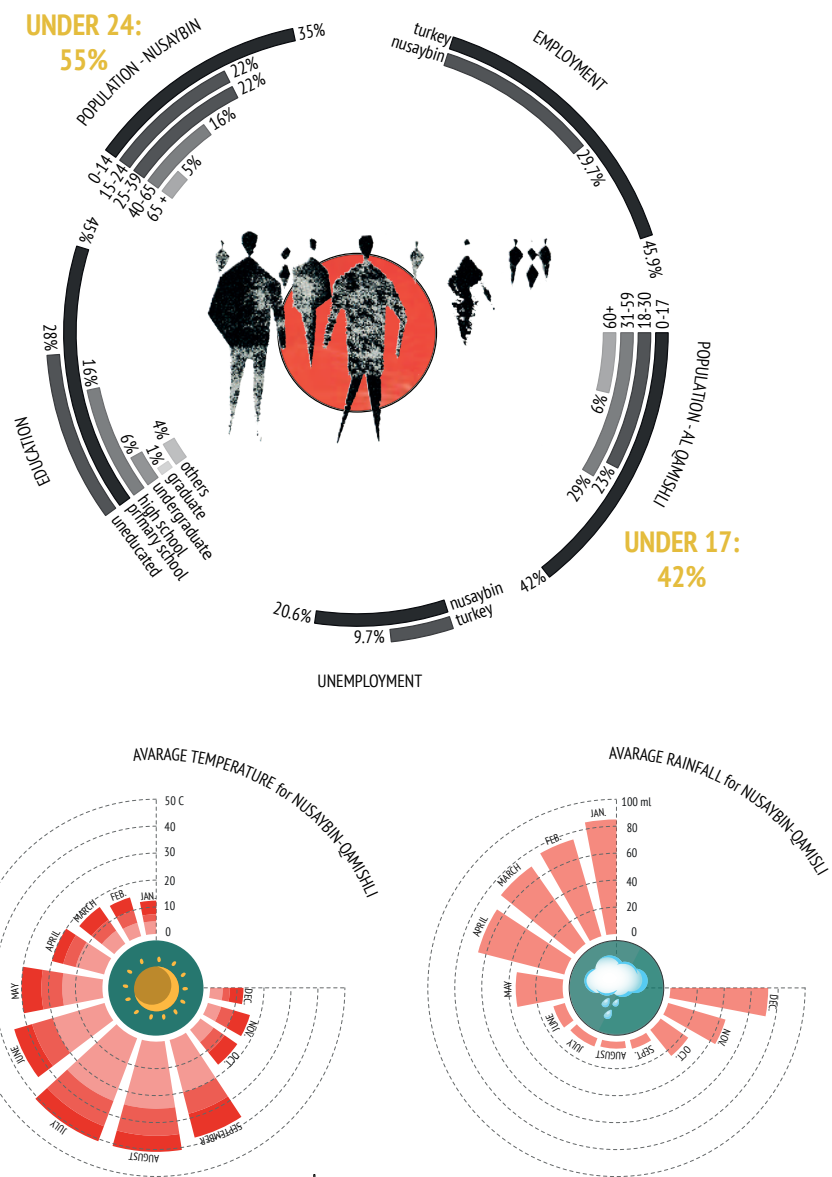 UNDER 24:
55%
POPULATION - NUSAYBIN
35%
22%
22%
16%
5%
0-14
15-24
25-39
40-65
65 +
EMPLOYMENT
turkey
nusaybin
29.7%
45.9%
45%
28%
16%
6%
1%
4%
EDUCATION
others
graduate
undergraduate
high school
primary school
uneducated
60+
31-59
18-30
0-17
6%
29%
23%
42%
POPULATION - AL QAMISHLI
UNDER 17:
42%
20.6%
9.7%
nusaybin
turkey
UNEMPLOYMENT
AVARAGE TEMPERATURE for NUSAYBIN-QAMISHLI
50 C
40
30
20
10
0
JAN.
FEB.
MARCH
APRIL
MAY
JUNE
JULY
AUGUST
SEPTEMBER
OCT.
NOV.
DEC
AVARAGE RAINFALL for NUSAYBIN-QAMISLI
100 ml
80
60
40
20
0
JAN.
FEB.
MARCH
APRIL
MAY
JUNE
JULY
AUGUST
SEPT.
OCT.
NOV.
DEC